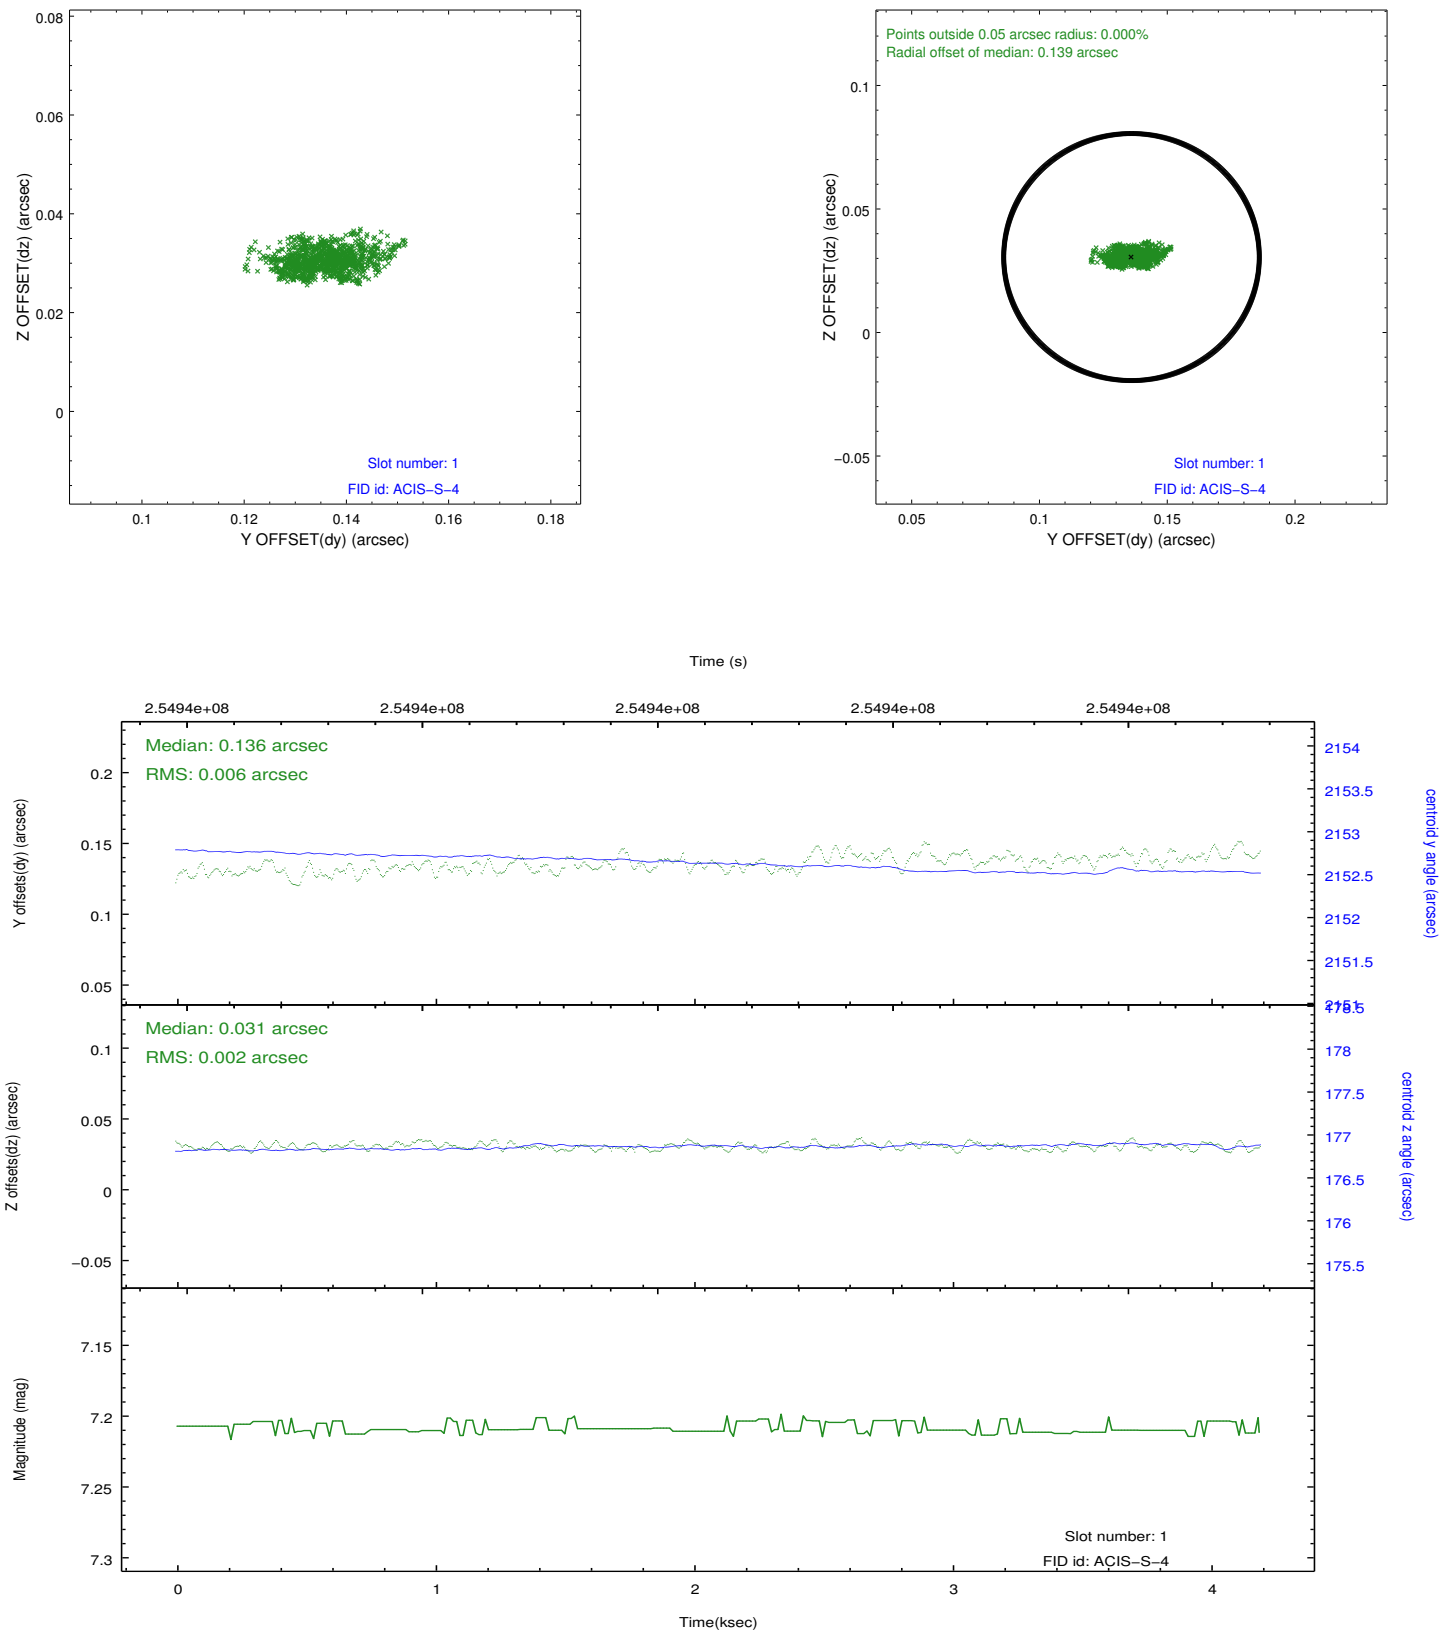 0.08
0.06
0.04
0.02
0
Z OFFSET(dz) (arcsec)
Slot number: 1
FID id: ACIS−S−4
0.1
0.12
0.14
0.16
0.18
Y OFFSET(dy) (arcsec)
Points outside 0.05 arcsec radius: 0.000%
Radial offset of median: 0.139 arcsec
0.1
0.05
0
−0.05
Z OFFSET(dz) (arcsec)
Slot number: 1
FID id: ACIS−S−4
0.05
0.1
0.15
0.2
Y OFFSET(dy) (arcsec)
Time (s)
2.5494e+08
2.5494e+08
2.5494e+08
2.5494e+08
2.5494e+08
Median: 0.136 arcsec
RMS: 0.006 arcsec
0.2
0.15
0.1
0.05
Y offsets(dy) (arcsec)
2154
2153.5
2153
2152.5
2152
2151.5
2151
centroid y angle (arcsec)
Median: 0.031 arcsec
RMS: 0.002 arcsec
0.1
0.05
0
−0.05
Z offsets(dz) (arcsec)
178.5
178
177.5
177
176.5
176
175.5
centroid z angle (arcsec)
7.15
7.2
7.25
7.3
Magnitude (mag)
Slot number: 1
FID id: ACIS−S−4
0
1
2
3
4
Time(ksec)